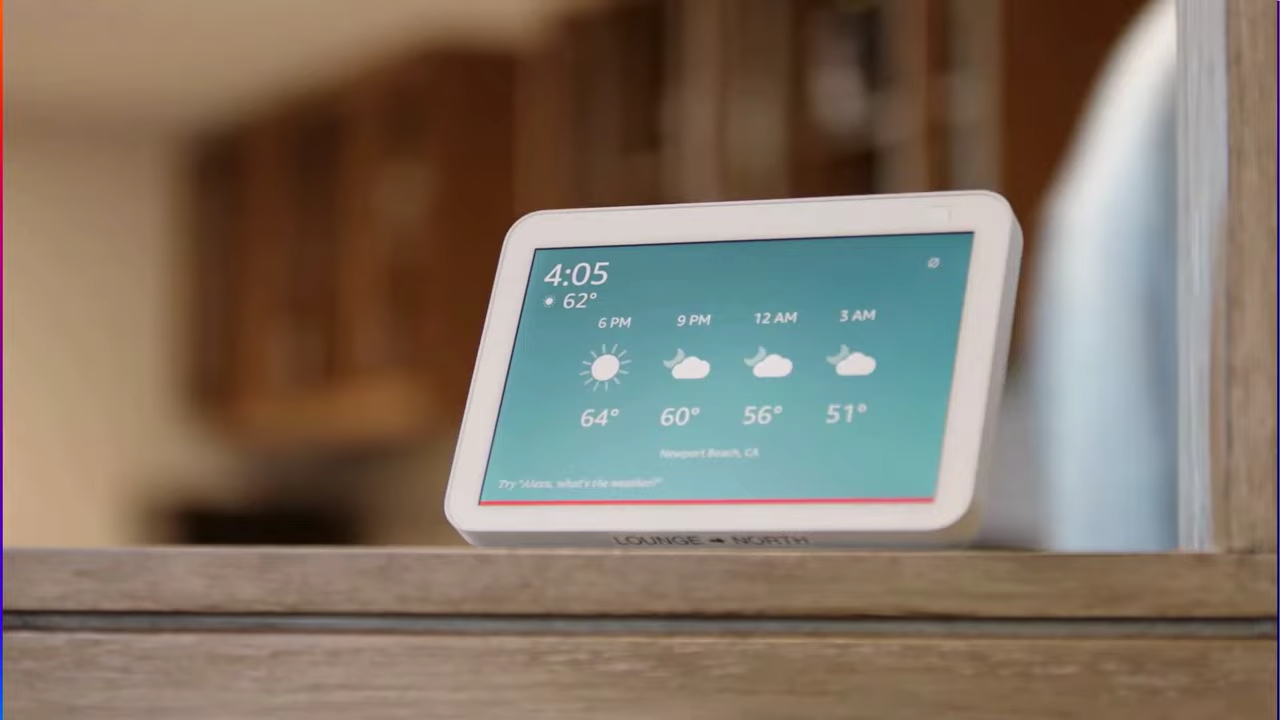 4:05
62°
6 PM 9 PM 12 AM 3 AM
64° 60° 56° 51°
Newport Beach, CA
Try "Alexa, what's the weather?"
LOUNGE NORTH